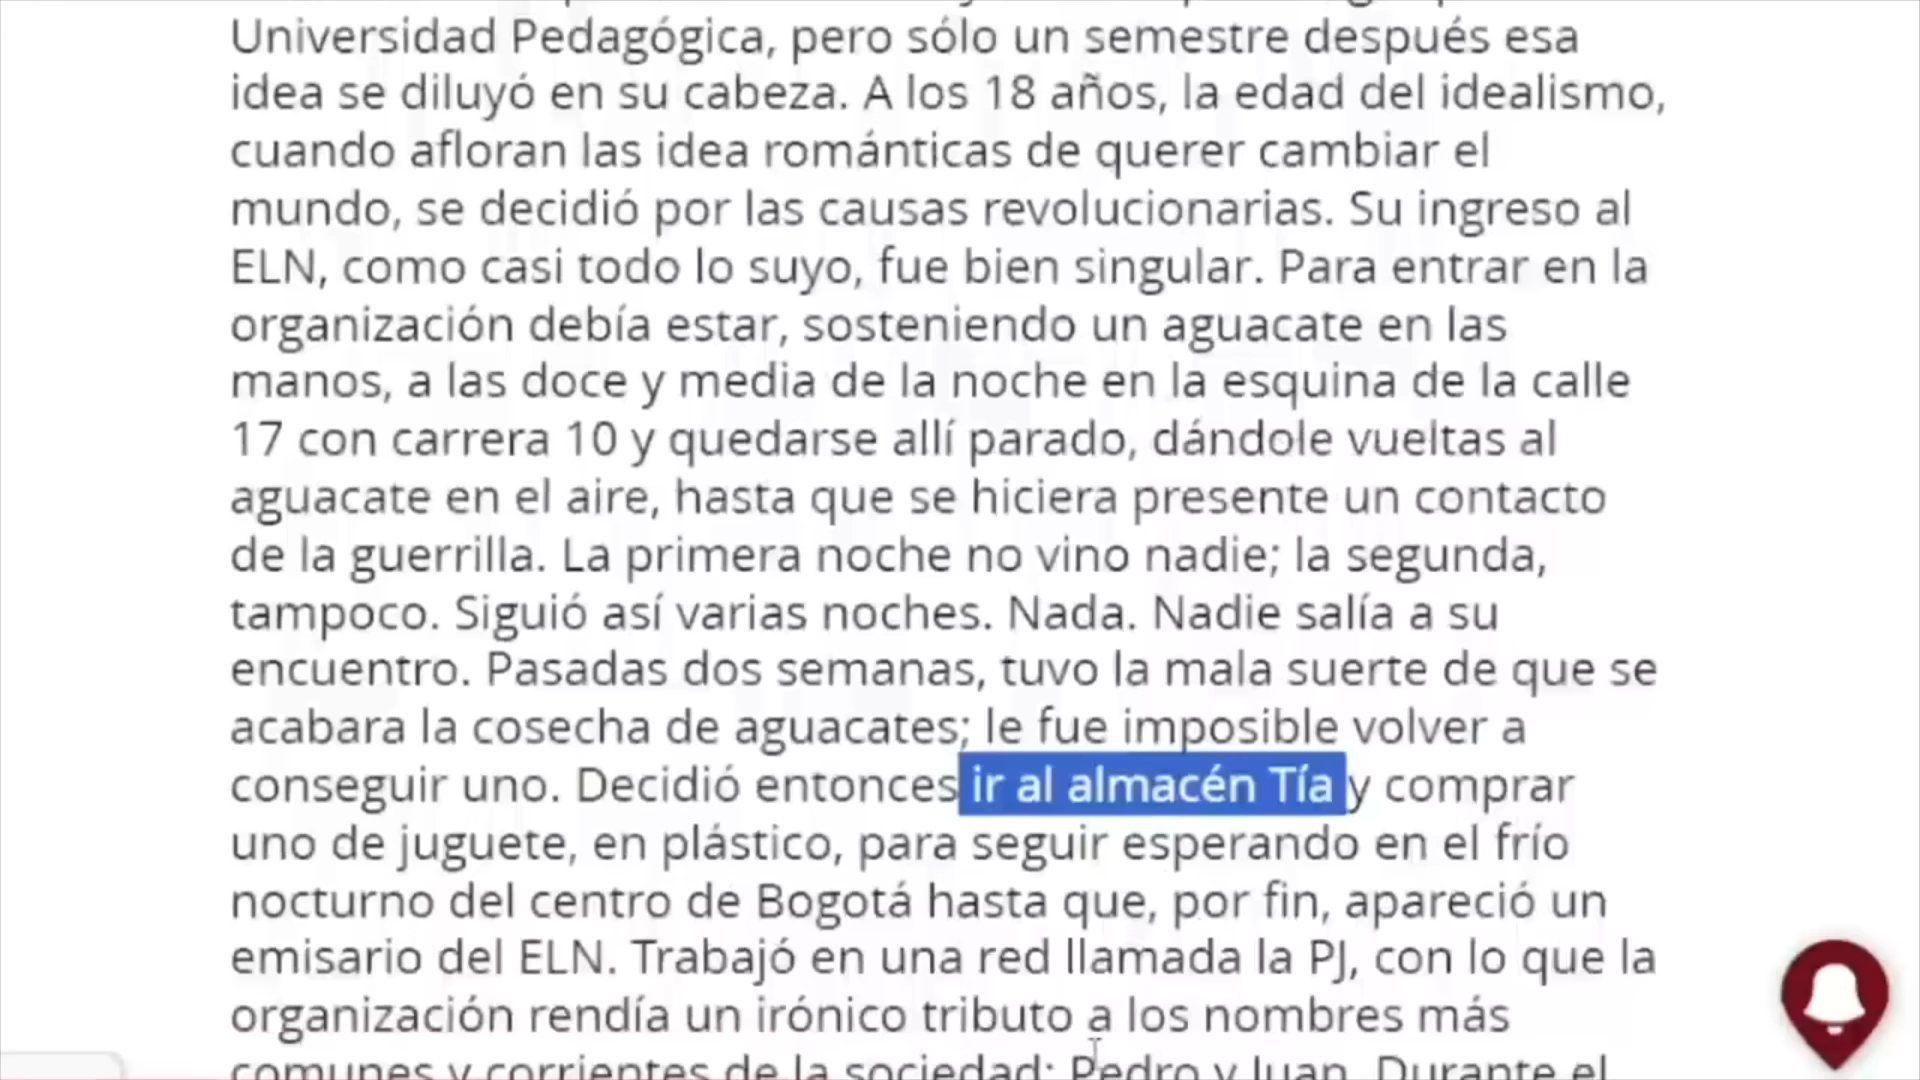 Universidad Pedagógica, pero sólo un semestre después esa
idea se diluyó en su cabeza. A los 18 años, la edad del idealismo,
cuando afloran las idea románticas de querer cambiar el
mundo, se decidió por las causas revolucionarias. Su ingreso al
ELN, como casi todo lo suyo, fue bien singular. Para entrar en la
organización debía estar, sosteniendo un aguacate en las
manos, a las doce y media de la noche en la esquina de la calle
17 con carrera 10 y quedarse allí parado, dándole vueltas al
aguacate en el aire, hasta que se hiciera presente un contacto
de la guerrilla. La primera noche no vino nadie; la segunda,
tampoco. Siguió así varias noches. Nada. Nadie salía a su
encuentro. Pasadas dos semanas, tuvo la mala suerte de que se
acabara la cosecha de aguacates; le fue imposible volver a
conseguir uno. Decidió entonces ir al almacén Tía y comprar
uno de juguete, en plástico, para seguir esperando en el frío
nocturno del centro de Bogotá hasta que, por fin, apareció un
emisario del ELN. Trabajó en una red llamada la PJ, con lo que la
organización rendía un irónico tributo a los nombres más
comunes y corrientes de la sociedad: Pedro y Juan. Durante el